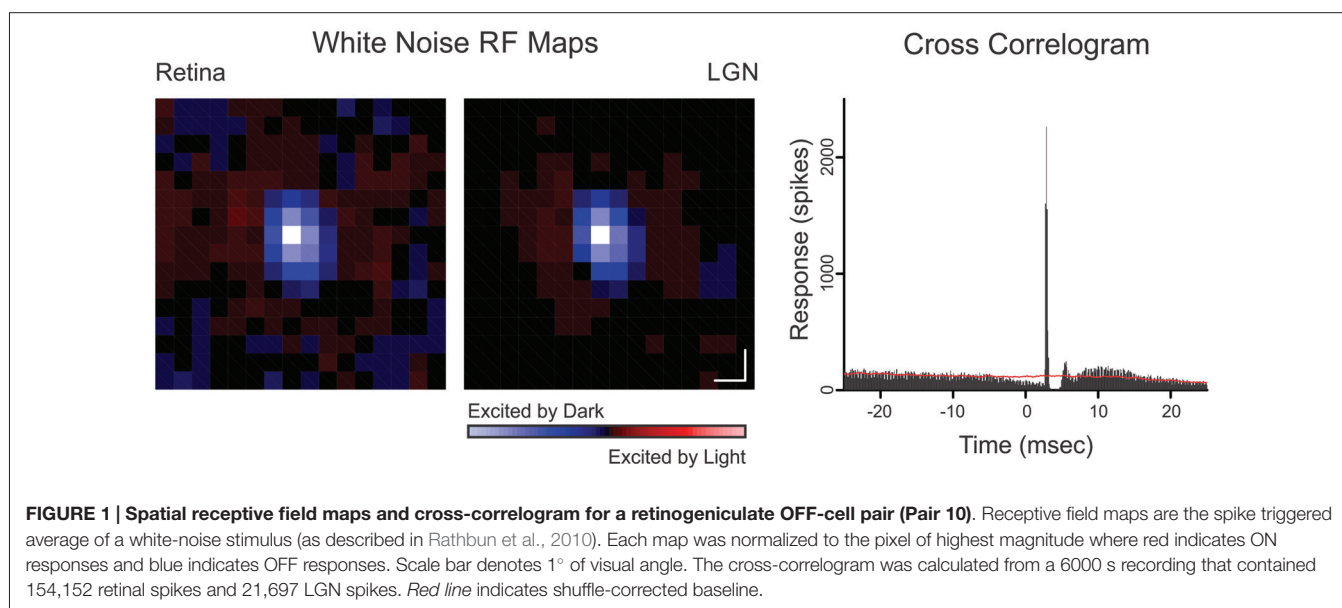 White Noise RF Maps
Retina
LGN
Excited by Dark
Excited by Light
Cross Correlogram
Response (spikes)
2000
1000
0
-20 -10 0 10 20
Time (msec)
FIGURE 1 | Spatial receptive field maps and cross-correlogram for a retinogeniculate OFF-cell pair (Pair 10). Receptive field maps are the spike triggered
average of a white-noise stimulus (as described in Rathbun et al., 2010). Each map was normalized to the pixel of highest magnitude where red indicates ON
responses and blue indicates OFF responses. Scale bar denotes 1° of visual angle. The cross-correlogram was calculated from a 6000 s recording that contained
154,152 retinal spikes and 21,697 LGN spikes. Red line indicates shuffle-corrected baseline.